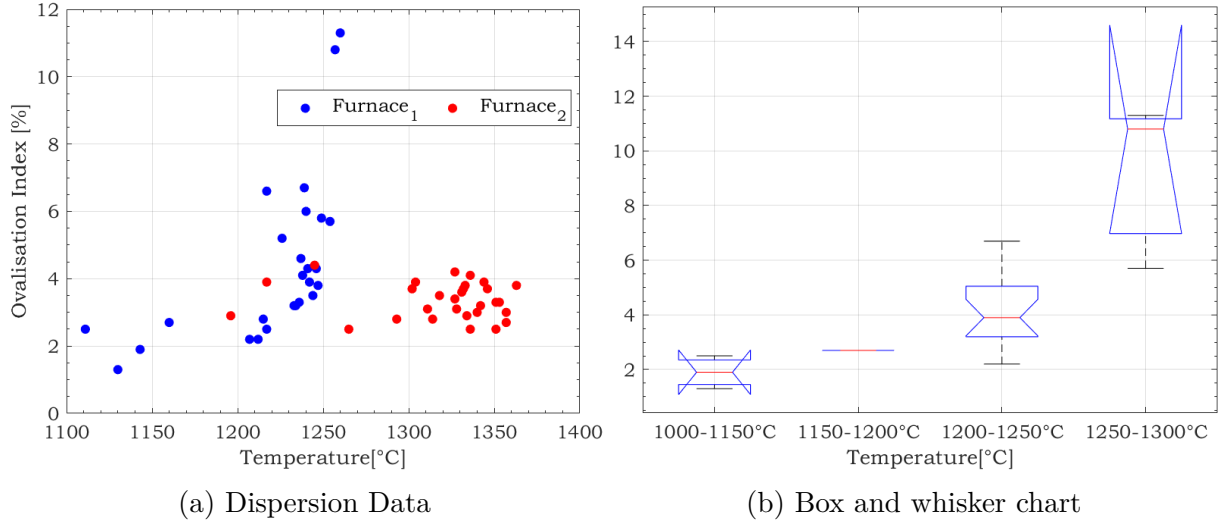 12
10
8
6
4
2
0
Ovalisation Index [%]
Furnace1 Furnace2
1100 1150 1200 1250 1300 1350 1400
Temperature[°C]
(a) Dispersion Data
14
12
10
8
6
4
2
1000-1150°C 1150-1200°C 1200-1250°C 1250-1300°C
Temperature[°C]
(b) Box and whisker chart